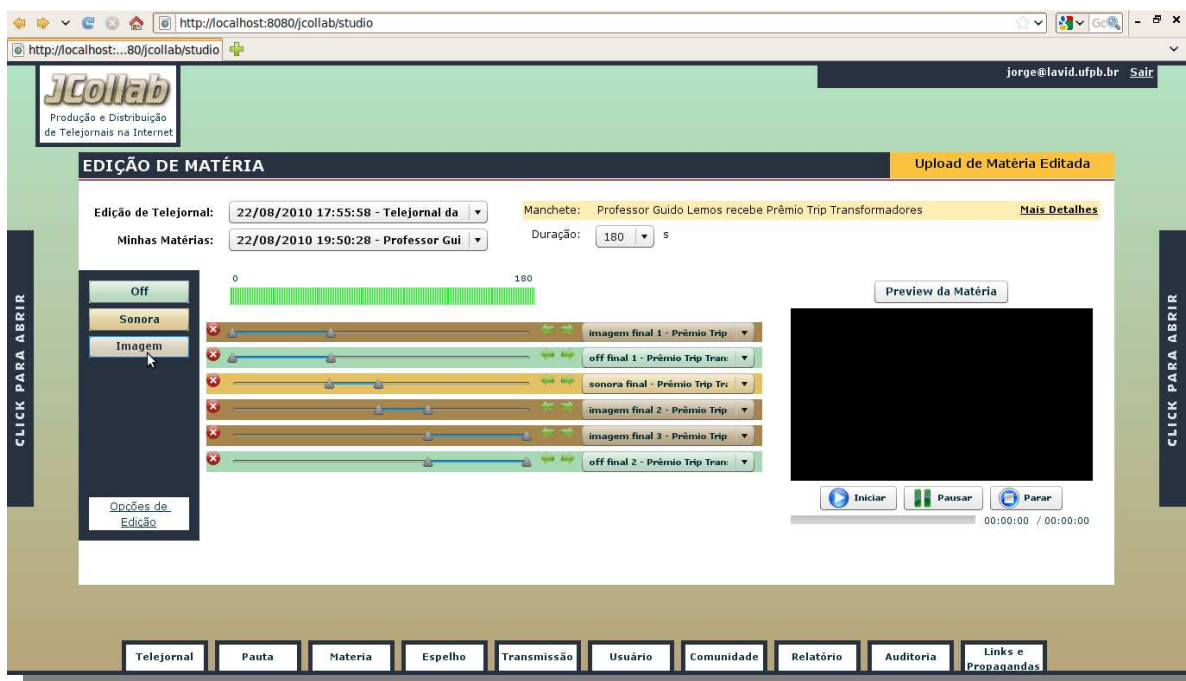 http://localhost:8080/jcollab/studio
http://localhost:...80/jcollab/studio
jorge@lavid.ufpb.br Sair
JCollab
Produção e Distribuição
de Telejornais na Internet
EDIÇÃO DE MATÉRIA
Upload de Matéria Editada
Edição de Telejornal: 22/08/2010 17:55:58 - Telejornal da
Manchete: Professor Guido Lemos recebe Prêmio Trip Transformadores Mais Detalhes
Minhas Matérias: 22/08/2010 19:50:28 - Professor Gui
Duração: 180 s
CLICK PARA ABRIR
Off
Sonora
Imagem
Opções de
Edição
0 180
imagem final 1 - Prêmio Trip
off final 1 - Prêmio Trip Tran
sonora final - Prêmio Trip Tra
imagem final 2 - Prêmio Trip
imagem final 3 - Prêmio Trip
off final 2 - Prêmio Trip Tran
Preview da Matéria
Iniciar Pausar Parar
00:00:00 / 00:00:00
CLICK PARA ABRIR
Telejornal Pauta Materia Espelho Transmissão Usuário Comunidade Relatório Auditoria Links e
Propagandas